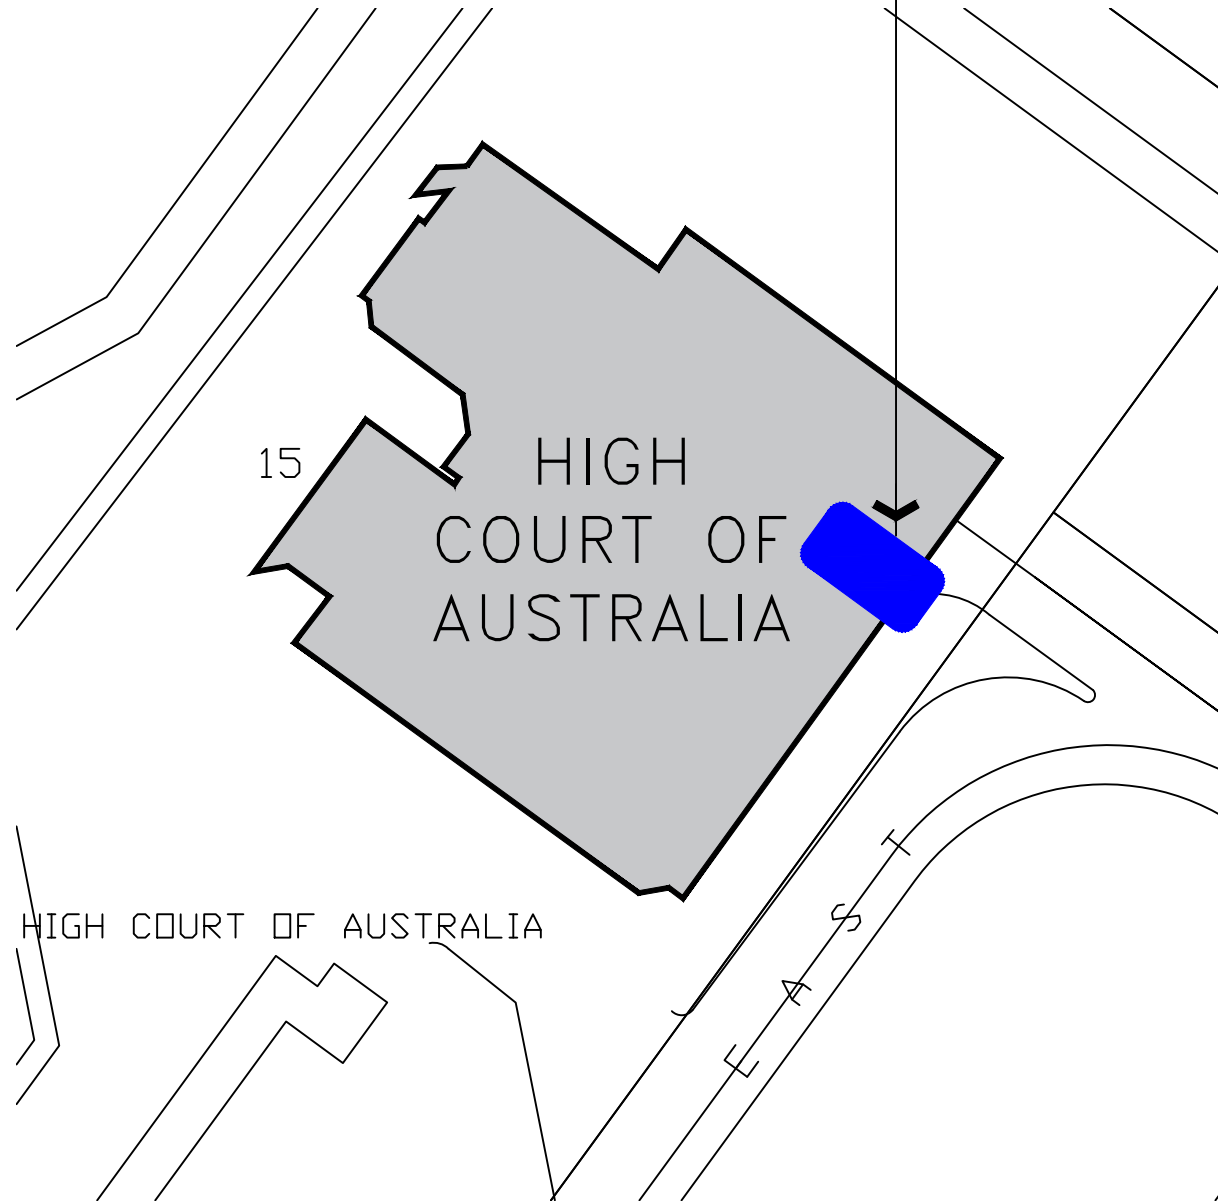 15
HIGH
COURT OF
AUSTRALIA
HIGH COURT OF AUSTRALIA
EAST